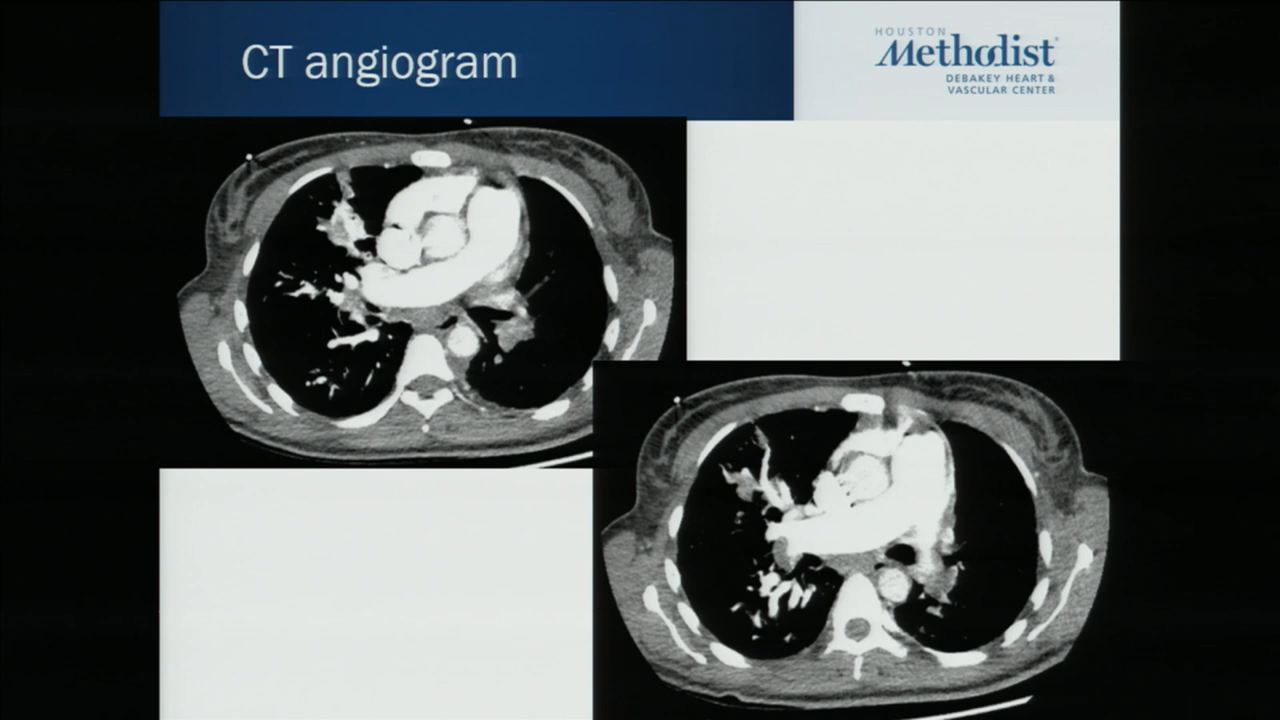 CT angiogram
HOUSTON
Methodist
DEBAKEY HEART &
VASCULAR CENTER